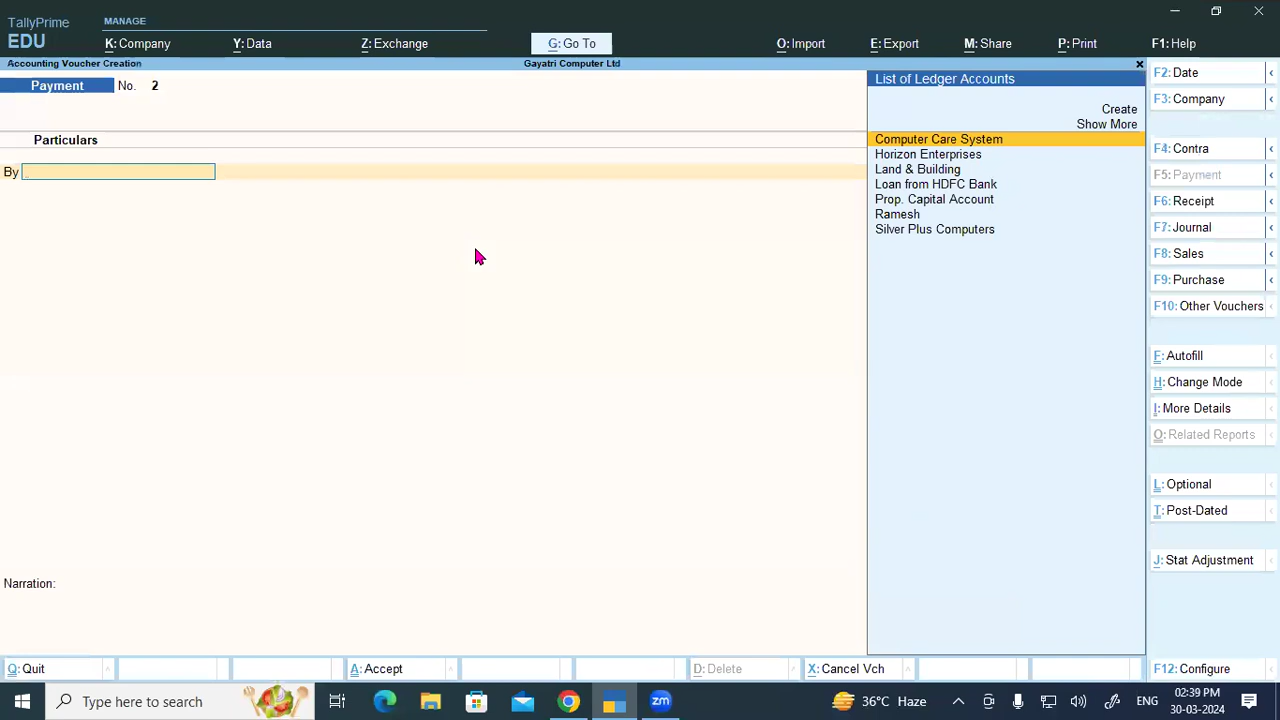 TallyPrime
EDU
MANAGE
K: Company
Y: Data
Z: Exchange
G: Go To
O: Import
E: Export
M: Share
P: Print
F1: Help
Accounting Voucher Creation
Gayatri Computer Ltd
×
Payment No. 2
Particulars
By
List of Ledger Accounts
Create
Show More
Computer Care System
Horizon Enterprises
Land & Building
Loan from HDFC Bank
Prop. Capital Account
Ramesh
Silver Plus Computers
F2: Date
F3: Company
F4: Contra
F5: Payment
F6: Receipt
F7: Journal
F8: Sales
F9: Purchase
F10: Other Vouchers
F: Autofill
H: Change Mode
I: More Details
O: Related Reports
L: Optional
T: Post-Dated
J: Stat Adjustment
Narration:
Q: Quit
A: Accept
D: Delete
X: Cancel Vch
F12: Configure
Type here to search
zm
36°C Haze
ENG
02:39 PM
30-03-2024